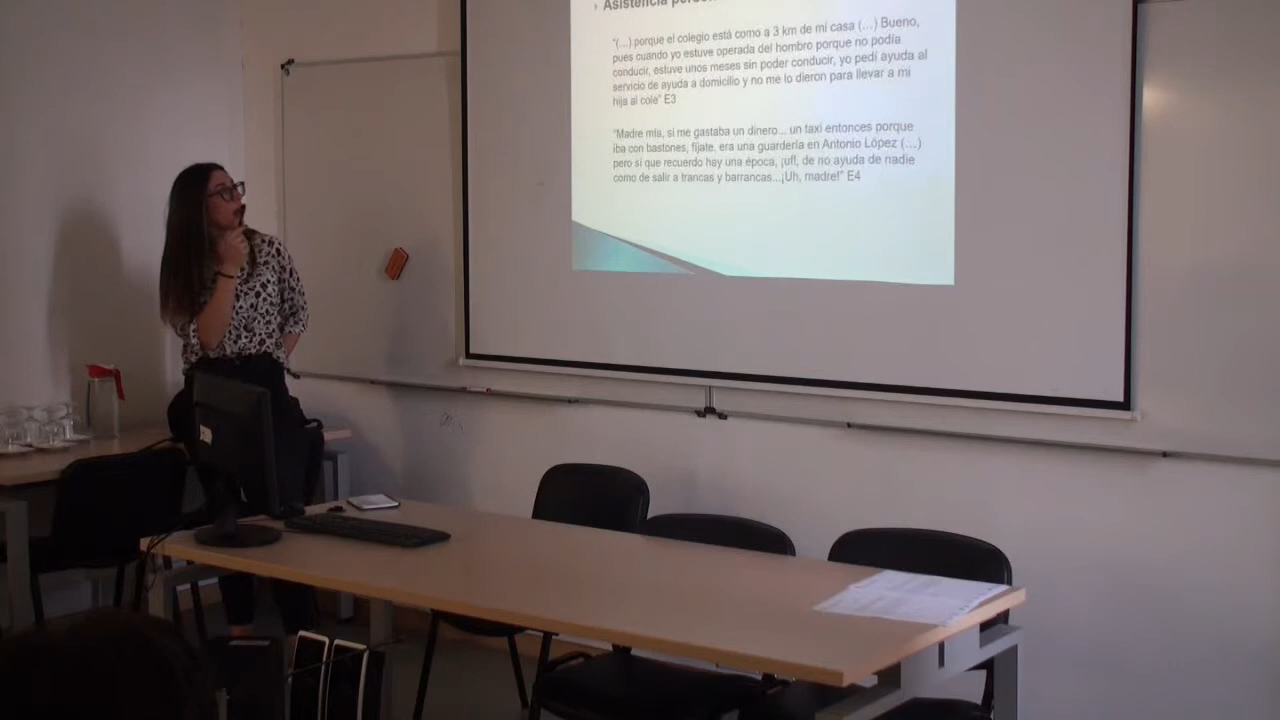 Asistencia
"(...) porque el colegio está como a 3 km de mi casa (...) Bueno,
pues cuando yo estuve operada del hombro porque no podía
conducir, estuve unos meses sin poder conducir, yo pedí ayuda al
servicio de ayuda a domicilio y no me lo dieron para llevar a mi
hija al cole" E3
"Madre mía, si me gastaba un dinero... un taxi entonces porque
iba con bastones, fíjate, era una guardería en Antonio López (...)
pero sí que recuerdo hay una época, ¡uf!, de no ayuda de nadie
como de salir a trancas y barrancas...¡Uh, madre!" E4